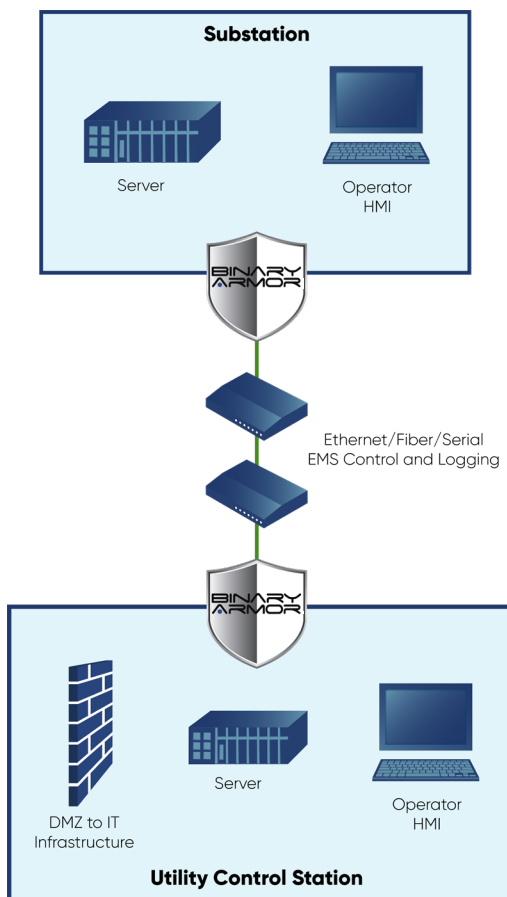 Substation
Server
Operator
HMI
BINARY
ARMOR
Ethernet/Fiber/Serial
EMS Control and Logging
BINARY
ARMOR
DMZ to IT
Infrastructure
Server
Operator
HMI
Utility Control Station